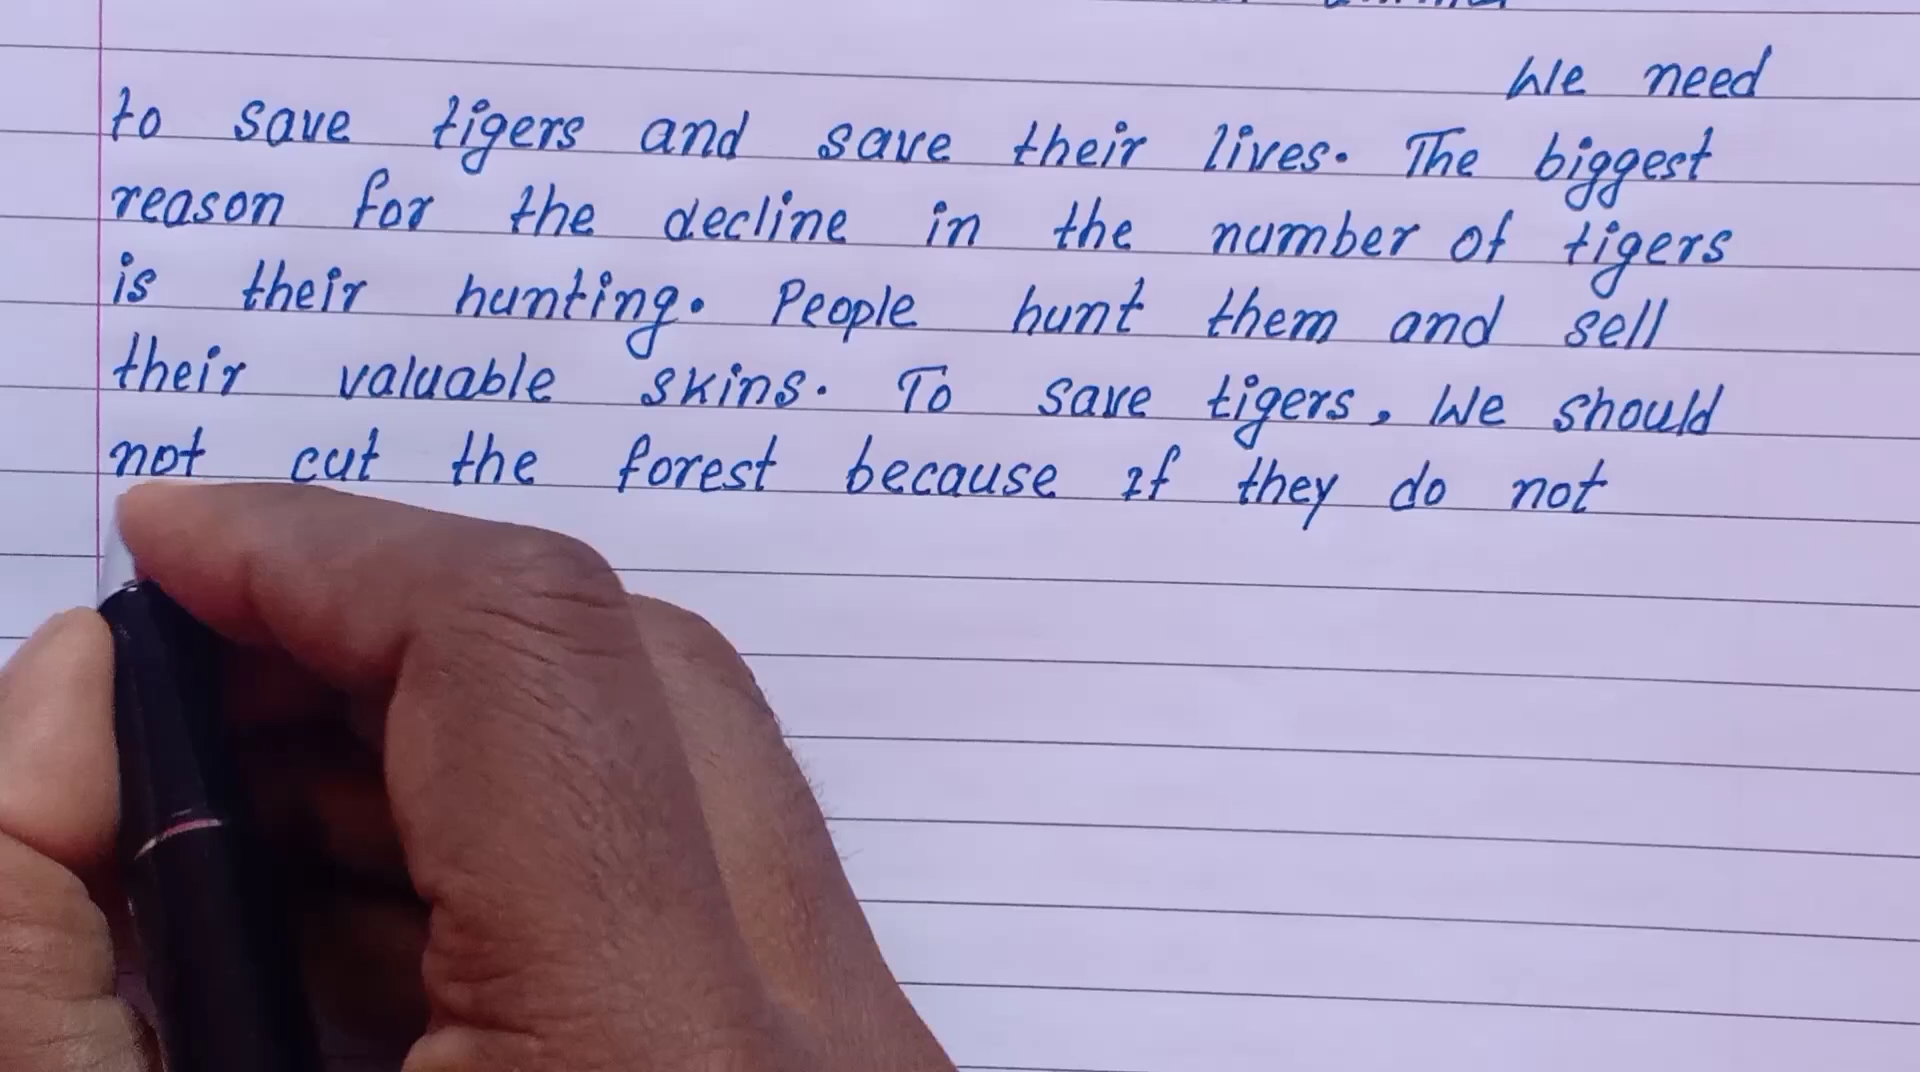 We need
to save tigers and save their lives. The biggest
reason for the decline in the number of tigers
is their hunting. People hunt them and sell
their valuable skins. To save tigers, We should
not cut the forest because if they do not